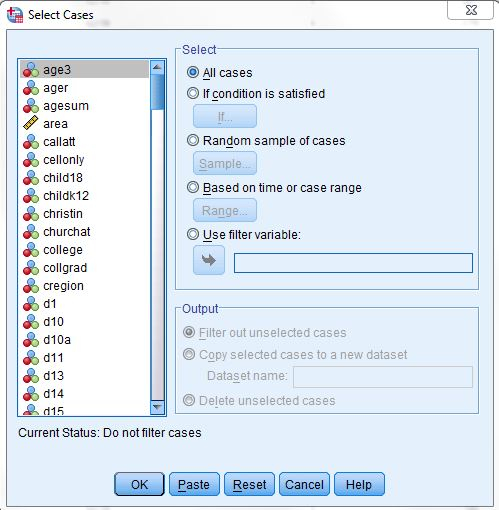 Select Cases
age3
ager
agesum
area
callatt
cellonly
child18
childk12
christin
churchat
college
collgrad
cregion
d1
d10
d10a
d11
d13
d14
d15
Select
All cases
If condition is satisfied
If...
Random sample of cases
Sample...
Based on time or case range
Range...
Use filter variable:
Output
Filter out unselected cases
Copy selected cases to a new dataset
Dataset name:
Delete unselected cases
Current Status: Do not filter cases
OK Paste Reset Cancel Help